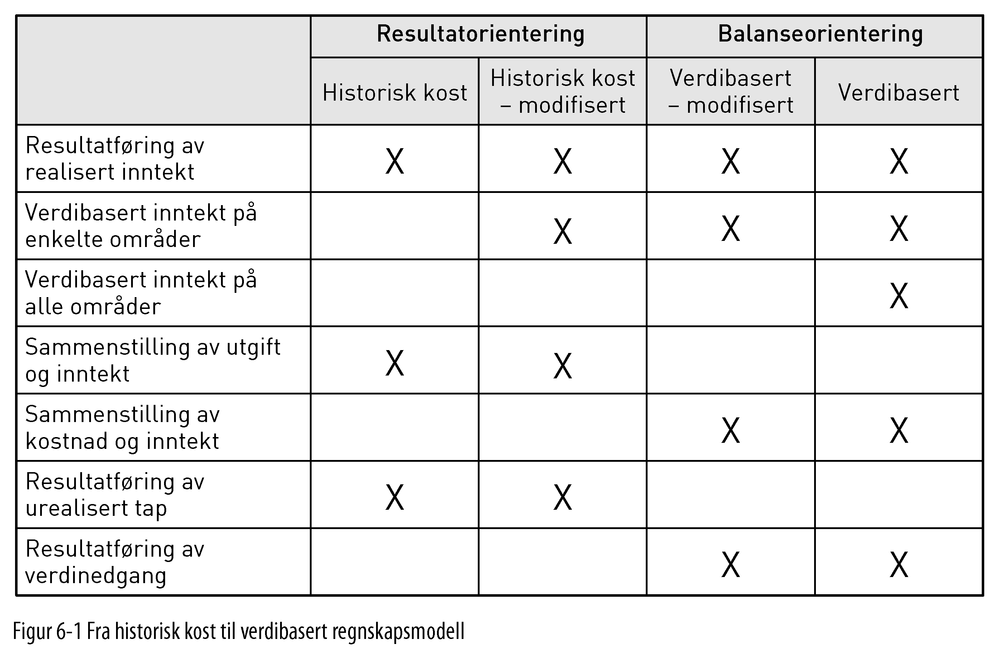 Resultatorientering Balanseorientering
Historisk kost Historisk kost – modifisert Verdibasert – modifisert Verdibasert
Resultatføring av
realisert inntekt X X X X
Verdibasert inntekt på
enkelte områder X X X
Verdibasert inntekt på
alle områder X
Sammenstilling av utgift
og inntekt X X
Sammenstilling av
kostnad og inntekt X X
Resultatføring av
urealisert tap X X
Resultatføring av
verdinedgang X X
Figur 6-1 Fra historisk kost til verdibasert regnskapsmodell